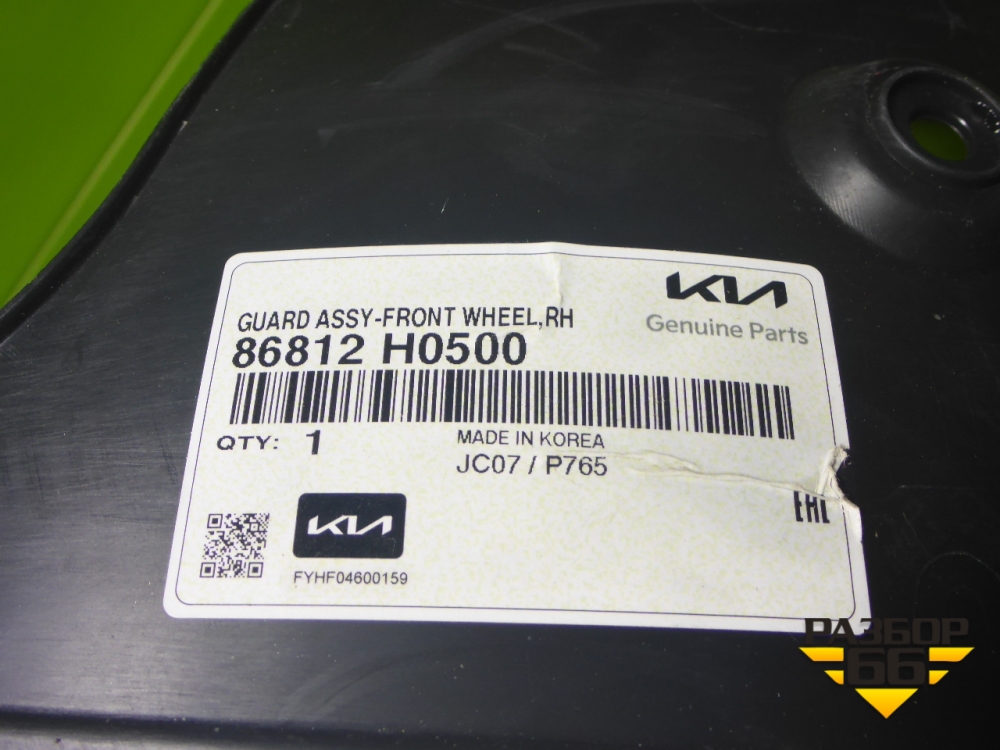 KIA
Genuine Parts
GUARD ASSY-FRONT WHEEL,RH
86812 H0500
QTY: 1
MADE IN KOREA
JC07 / P765
EAC
KIA
FYHF04600159
РАЗБОР
66